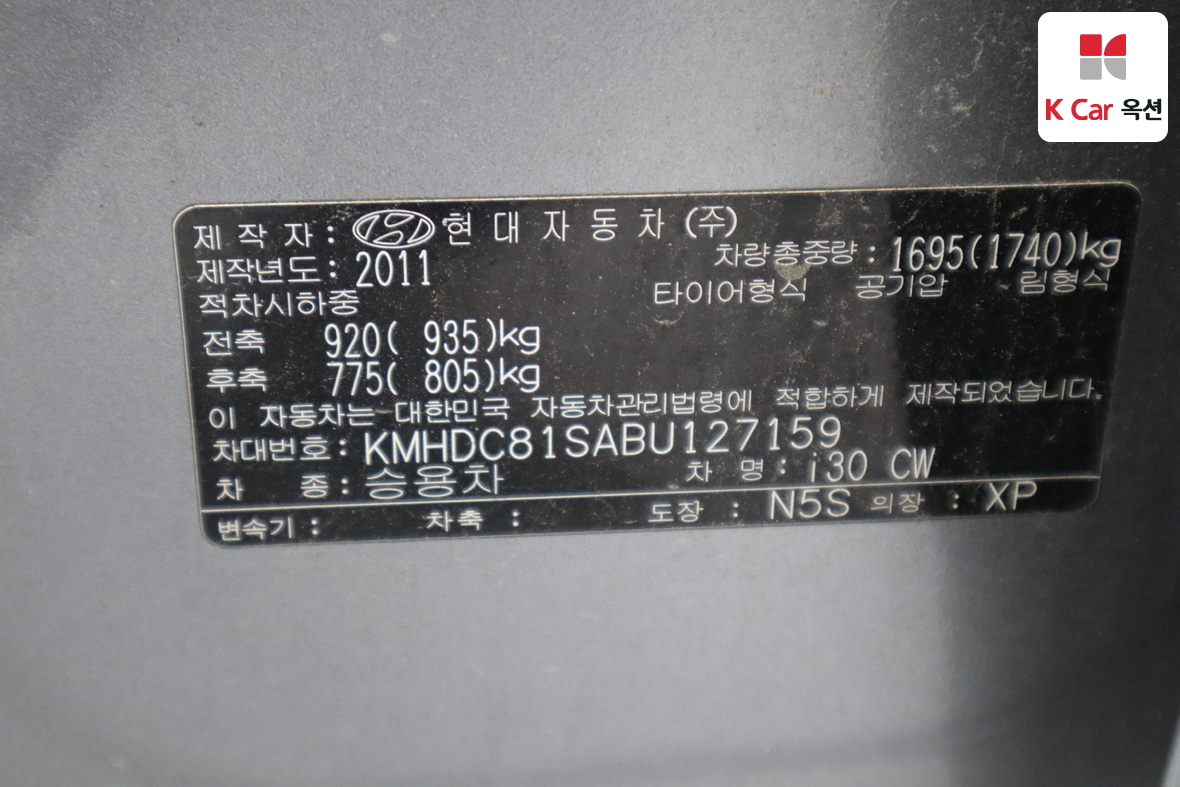 K Car 옥션
제 작 자 : 현 대 자 동 차 (주)
차량총중량 : 1695(1740)kg
제작년도 : 2011
타이어형식 공기압 림형식
적차시하중
전축 920( 935)kg
후축 775( 805)kg
이 자동차는 대한민국 자동차관리법령에 적합하게 제작되었습니다.
차대번호 : KMHDC81SABU127159
차 종 : 승용차 차 명 : i30 CW
변속기 : 차축 : 도장 : N5S 의장 : XP